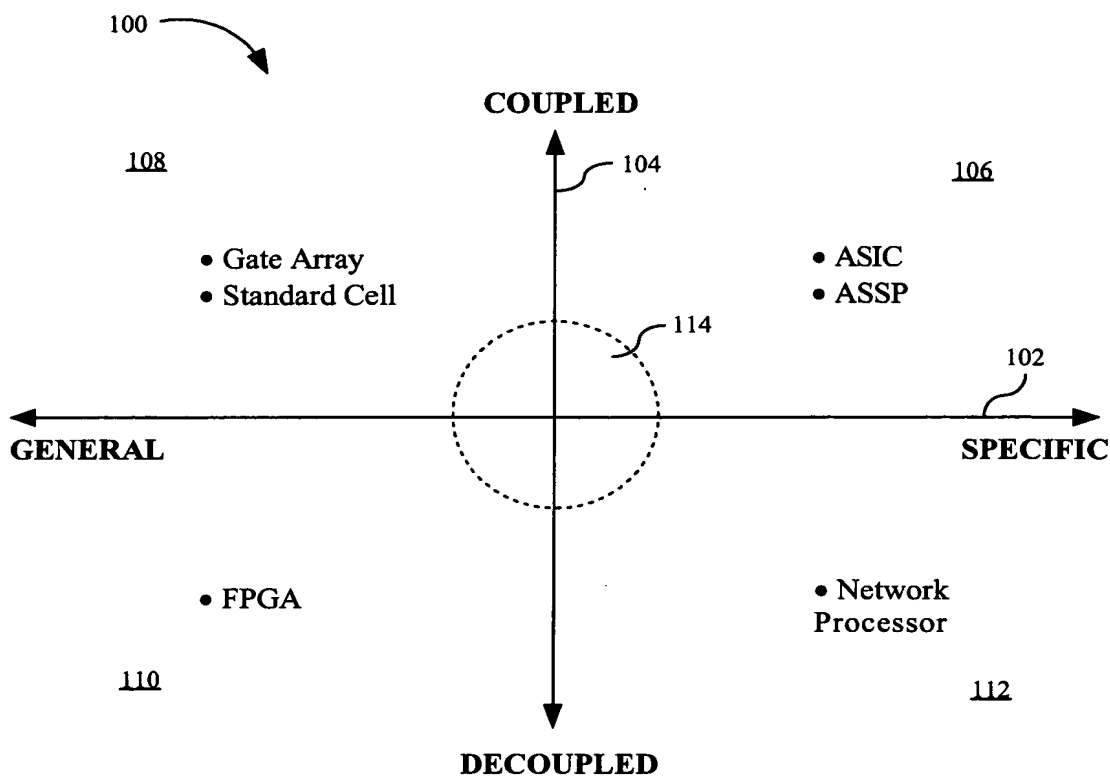 100
COUPLED
108
104
106
• Gate Array
• Standard Cell
• ASIC
• ASSP
114
102
GENERAL
SPECIFIC
• FPGA
• Network
Processor
110
112
DECOUPLED